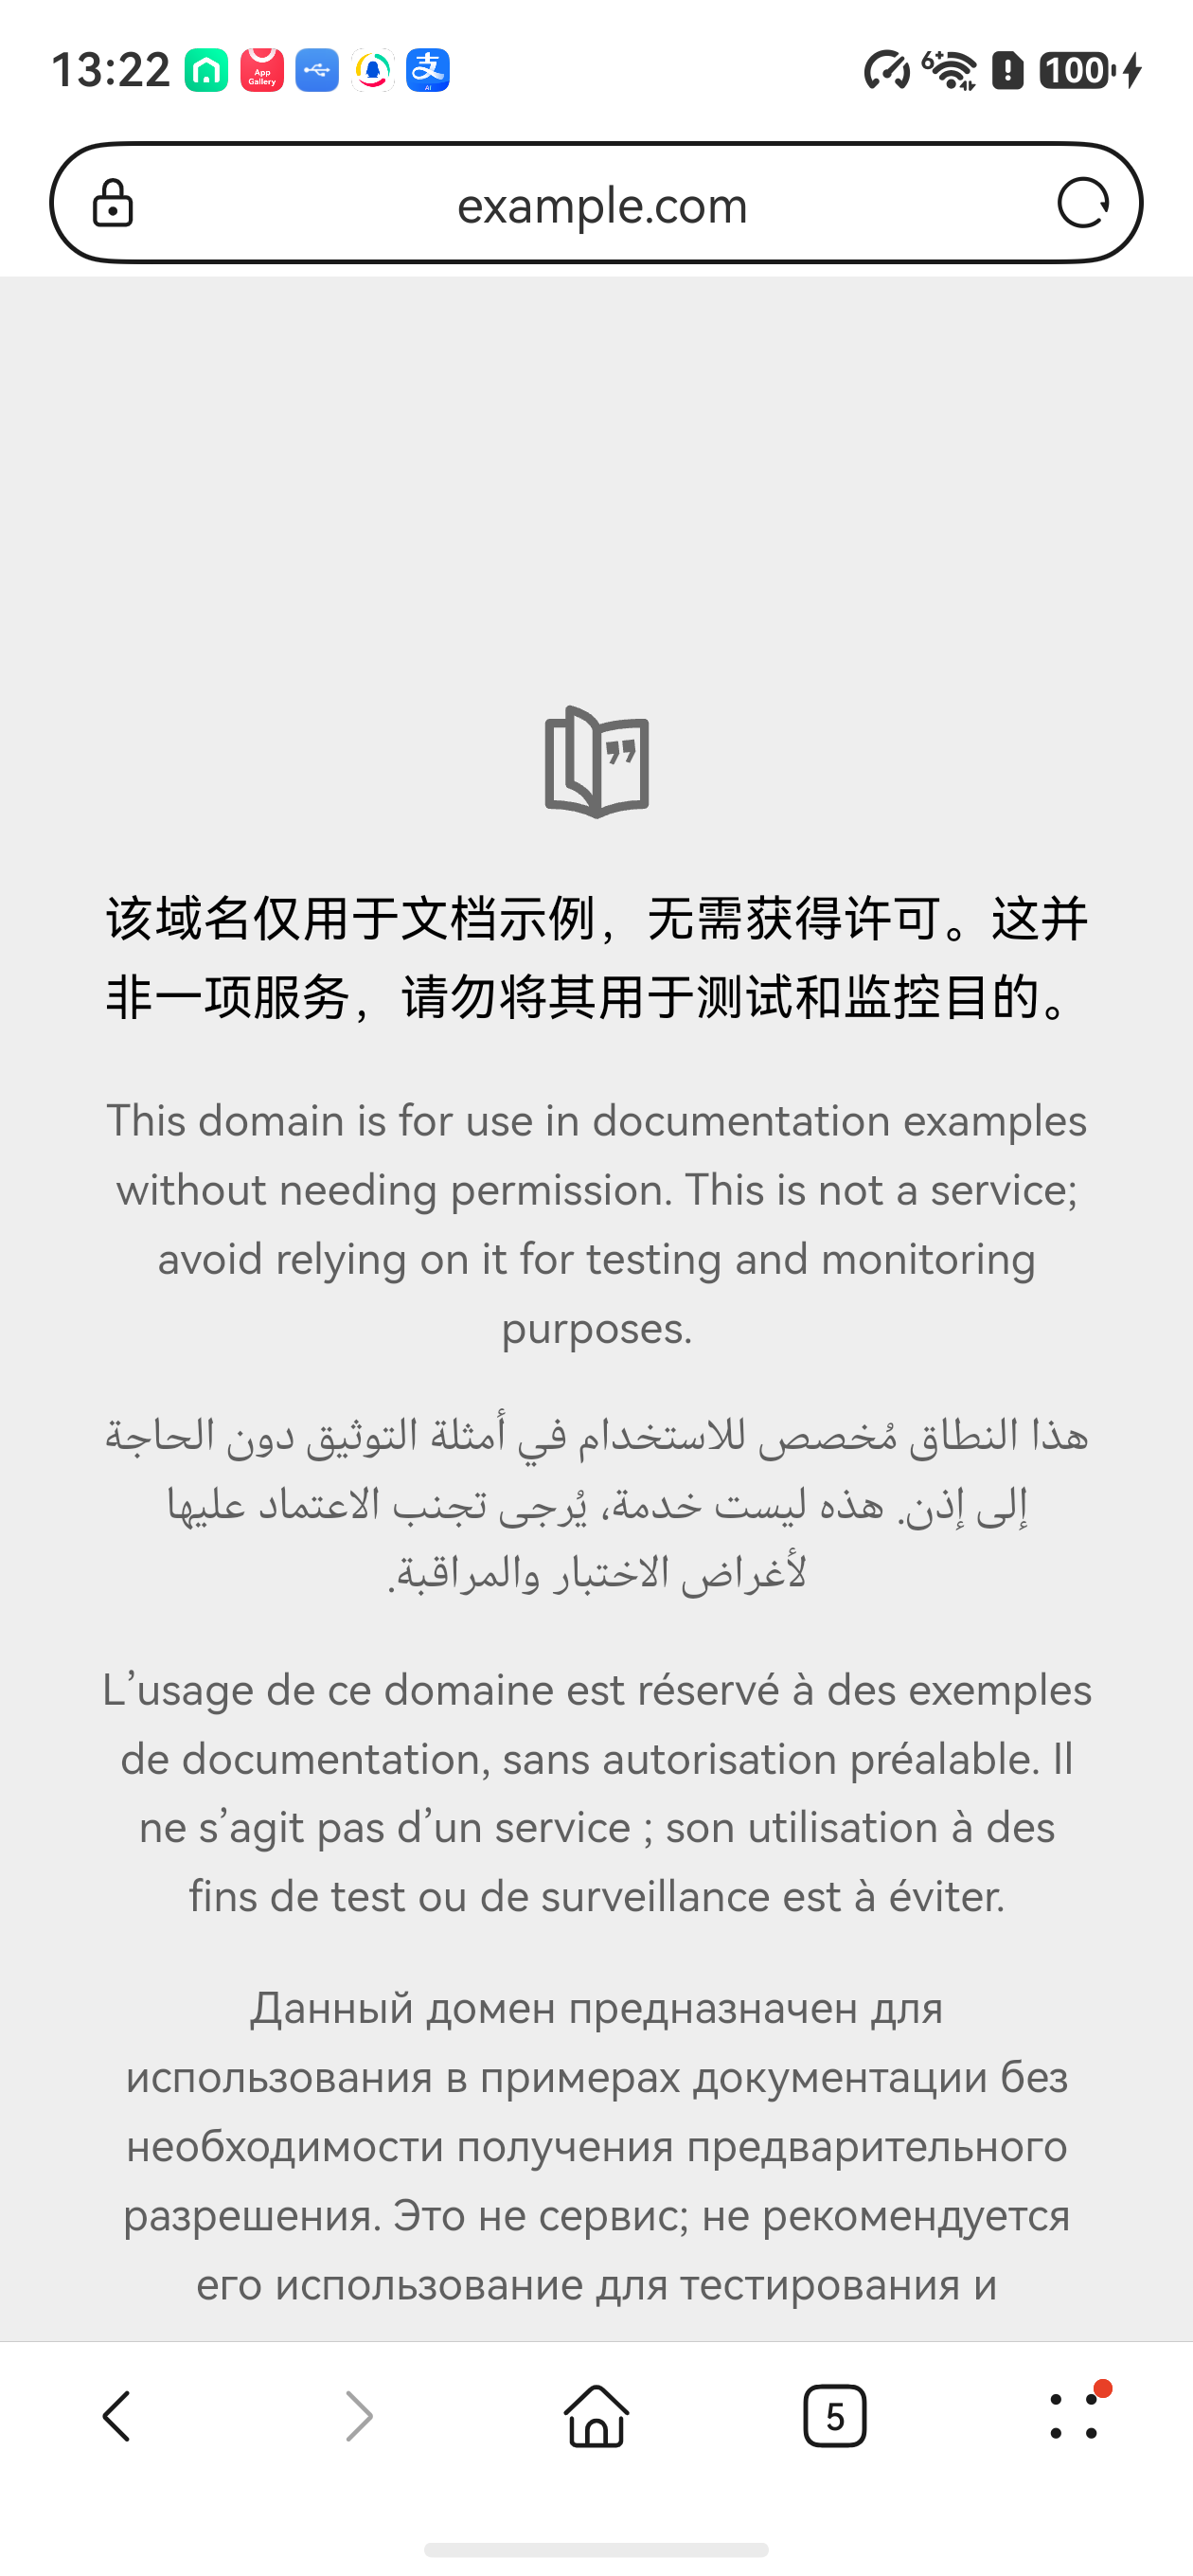 13:22
App
Gallery
支
AI
6+
100
example.com
该域名仅用于文档示例，无需获得许可。这并
非一项服务，请勿将其用于测试和监控目的。
This domain is for use in documentation examples
without needing permission. This is not a service;
avoid relying on it for testing and monitoring
purposes.
هذا النطاق مُخصص للاستخدام في أمثلة التوثيق دون الحاجة
إلى إذن. هذه ليست خدمة، يُرجى تجنب الاعتماد عليها
لأغراض الاختبار والمراقبة.
L’usage de ce domaine est réservé à des exemples
de documentation, sans autorisation préalable. Il
ne s’agit pas d’un service ; son utilisation à des
fins de test ou de surveillance est à éviter.
Данный домен предназначен для
использования в примерах документации без
необходимости получения предварительного
разрешения. Это не сервис; не рекомендуется
его использование для тестирования и
5